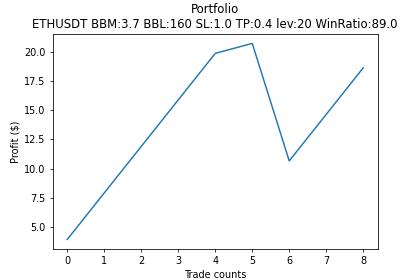 Portfolio
ETHUSDT BBM:3.7 BBL:160 SL:1.0 TP:0.4 lev:20 WinRatio:89.0
20.0
17.5
15.0
12.5
10.0
7.5
5.0
Profit ($)
0 1 2 3 4 5 6 7 8
Trade counts